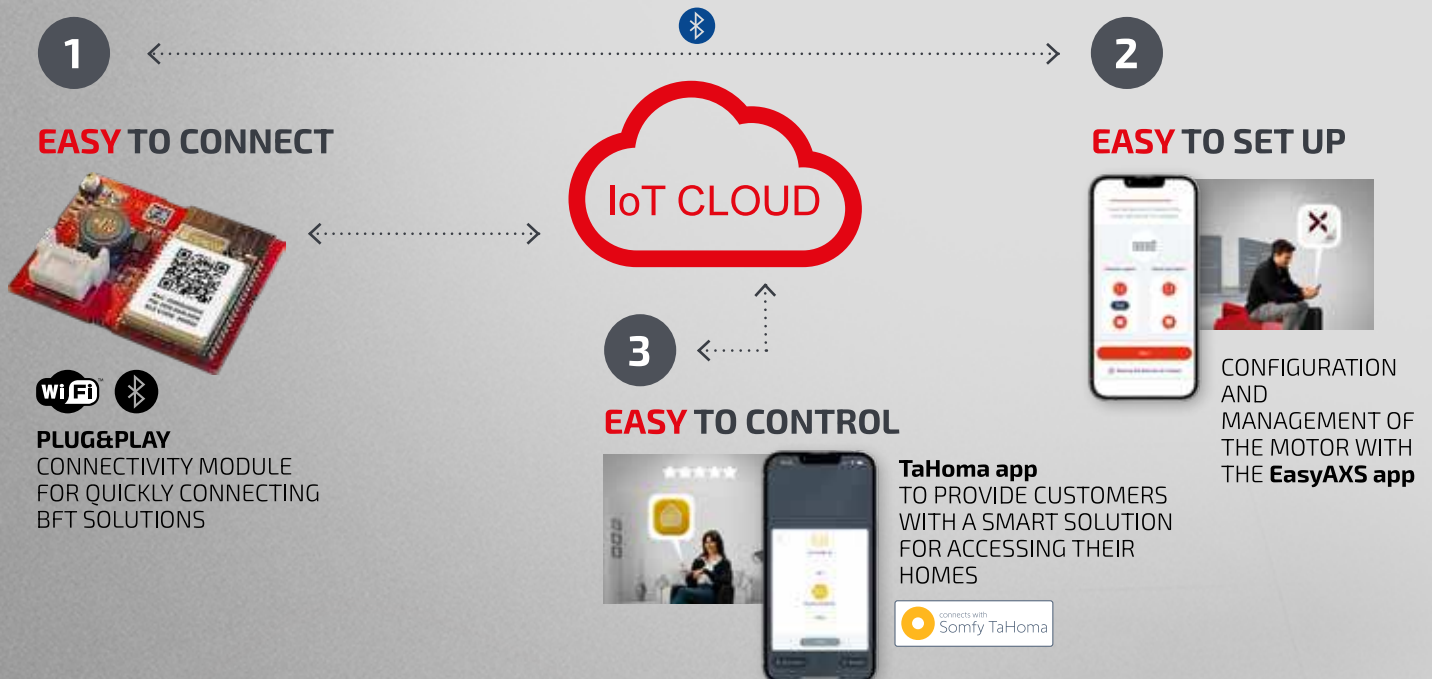 1
2
EASY TO CONNECT
IoT CLOUD
EASY TO SET UP
WiFi
PLUG&PLAY
CONNECTIVITY MODULE
FOR QUICKLY CONNECTING
BFT SOLUTIONS
3
EASY TO CONTROL
TaHoma app
TO PROVIDE CUSTOMERS
WITH A SMART SOLUTION
FOR ACCESSING THEIR
HOMES
connects with
Somfy TaHoma
CONFIGURATION
AND
MANAGEMENT OF
THE MOTOR WITH
THE EasyAXS app